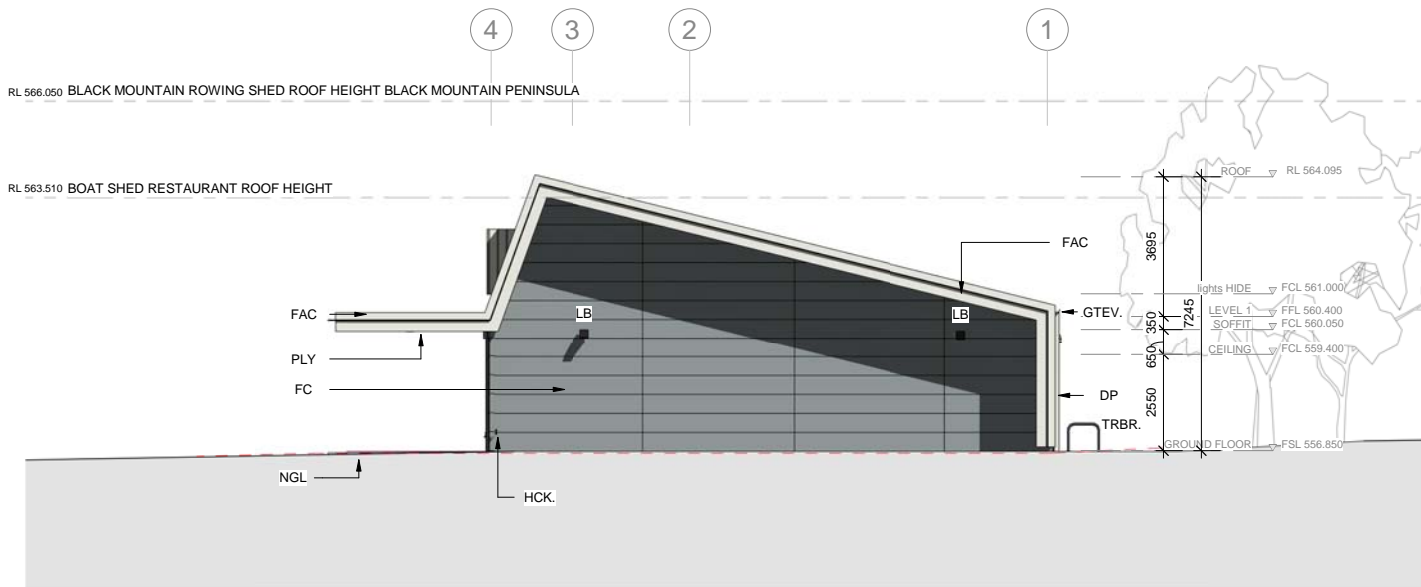 4 3 2 1
RL 566.050 BLACK MOUNTAIN ROWING SHED ROOF HEIGHT BLACK MOUNTAIN PENINSULA
RL 563.510 BOAT SHED RESTAURANT ROOF HEIGHT
ROOF RL 564.095
3695
FAC
lights HIDE FCL 561.000
FAC
LB
LB
GTEV.
LEVEL 1 FFL 560.400
350
7245
SOFFIT FCL 560.050
PLY
650
CEILING FCL 559.400
FC
DP
2550
TRBR.
GROUND FLOOR FSL 556.850
NGL
HCK.